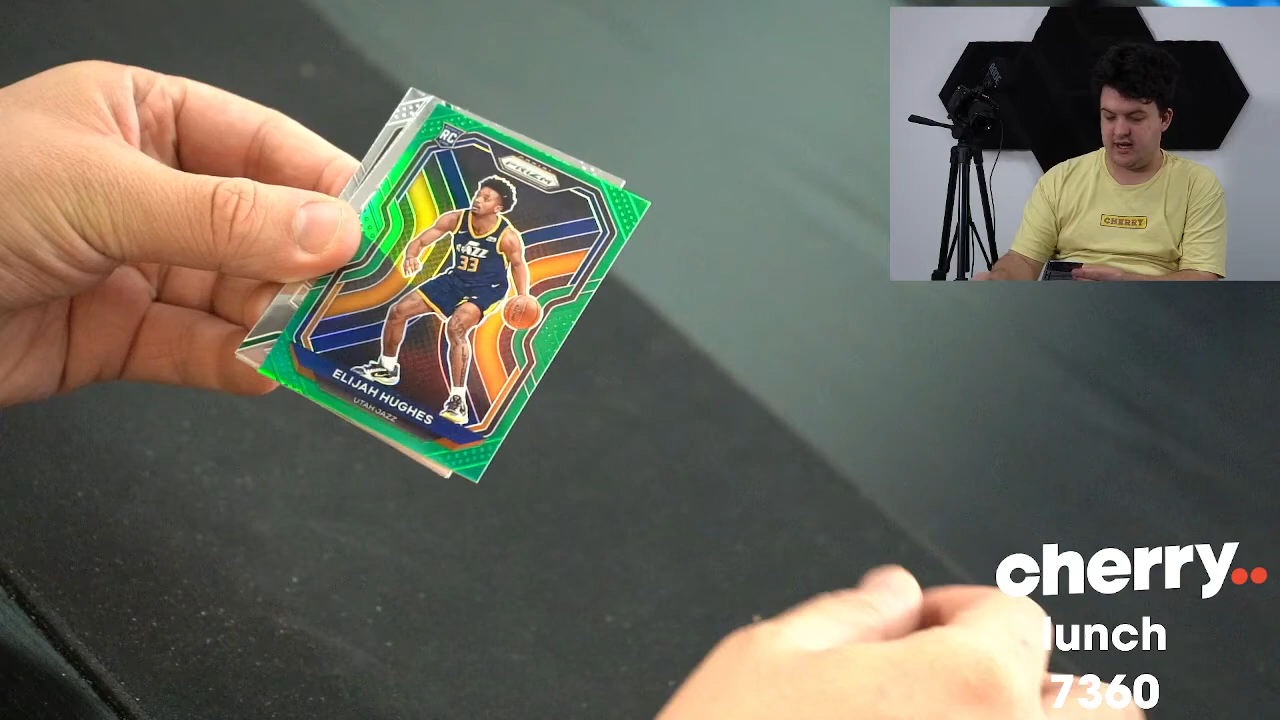 RC
PRIZM
JAZZ
33
ELIJAH HUGHES
UTAH JAZZ
CHERRY
cherry..
lunch
7360